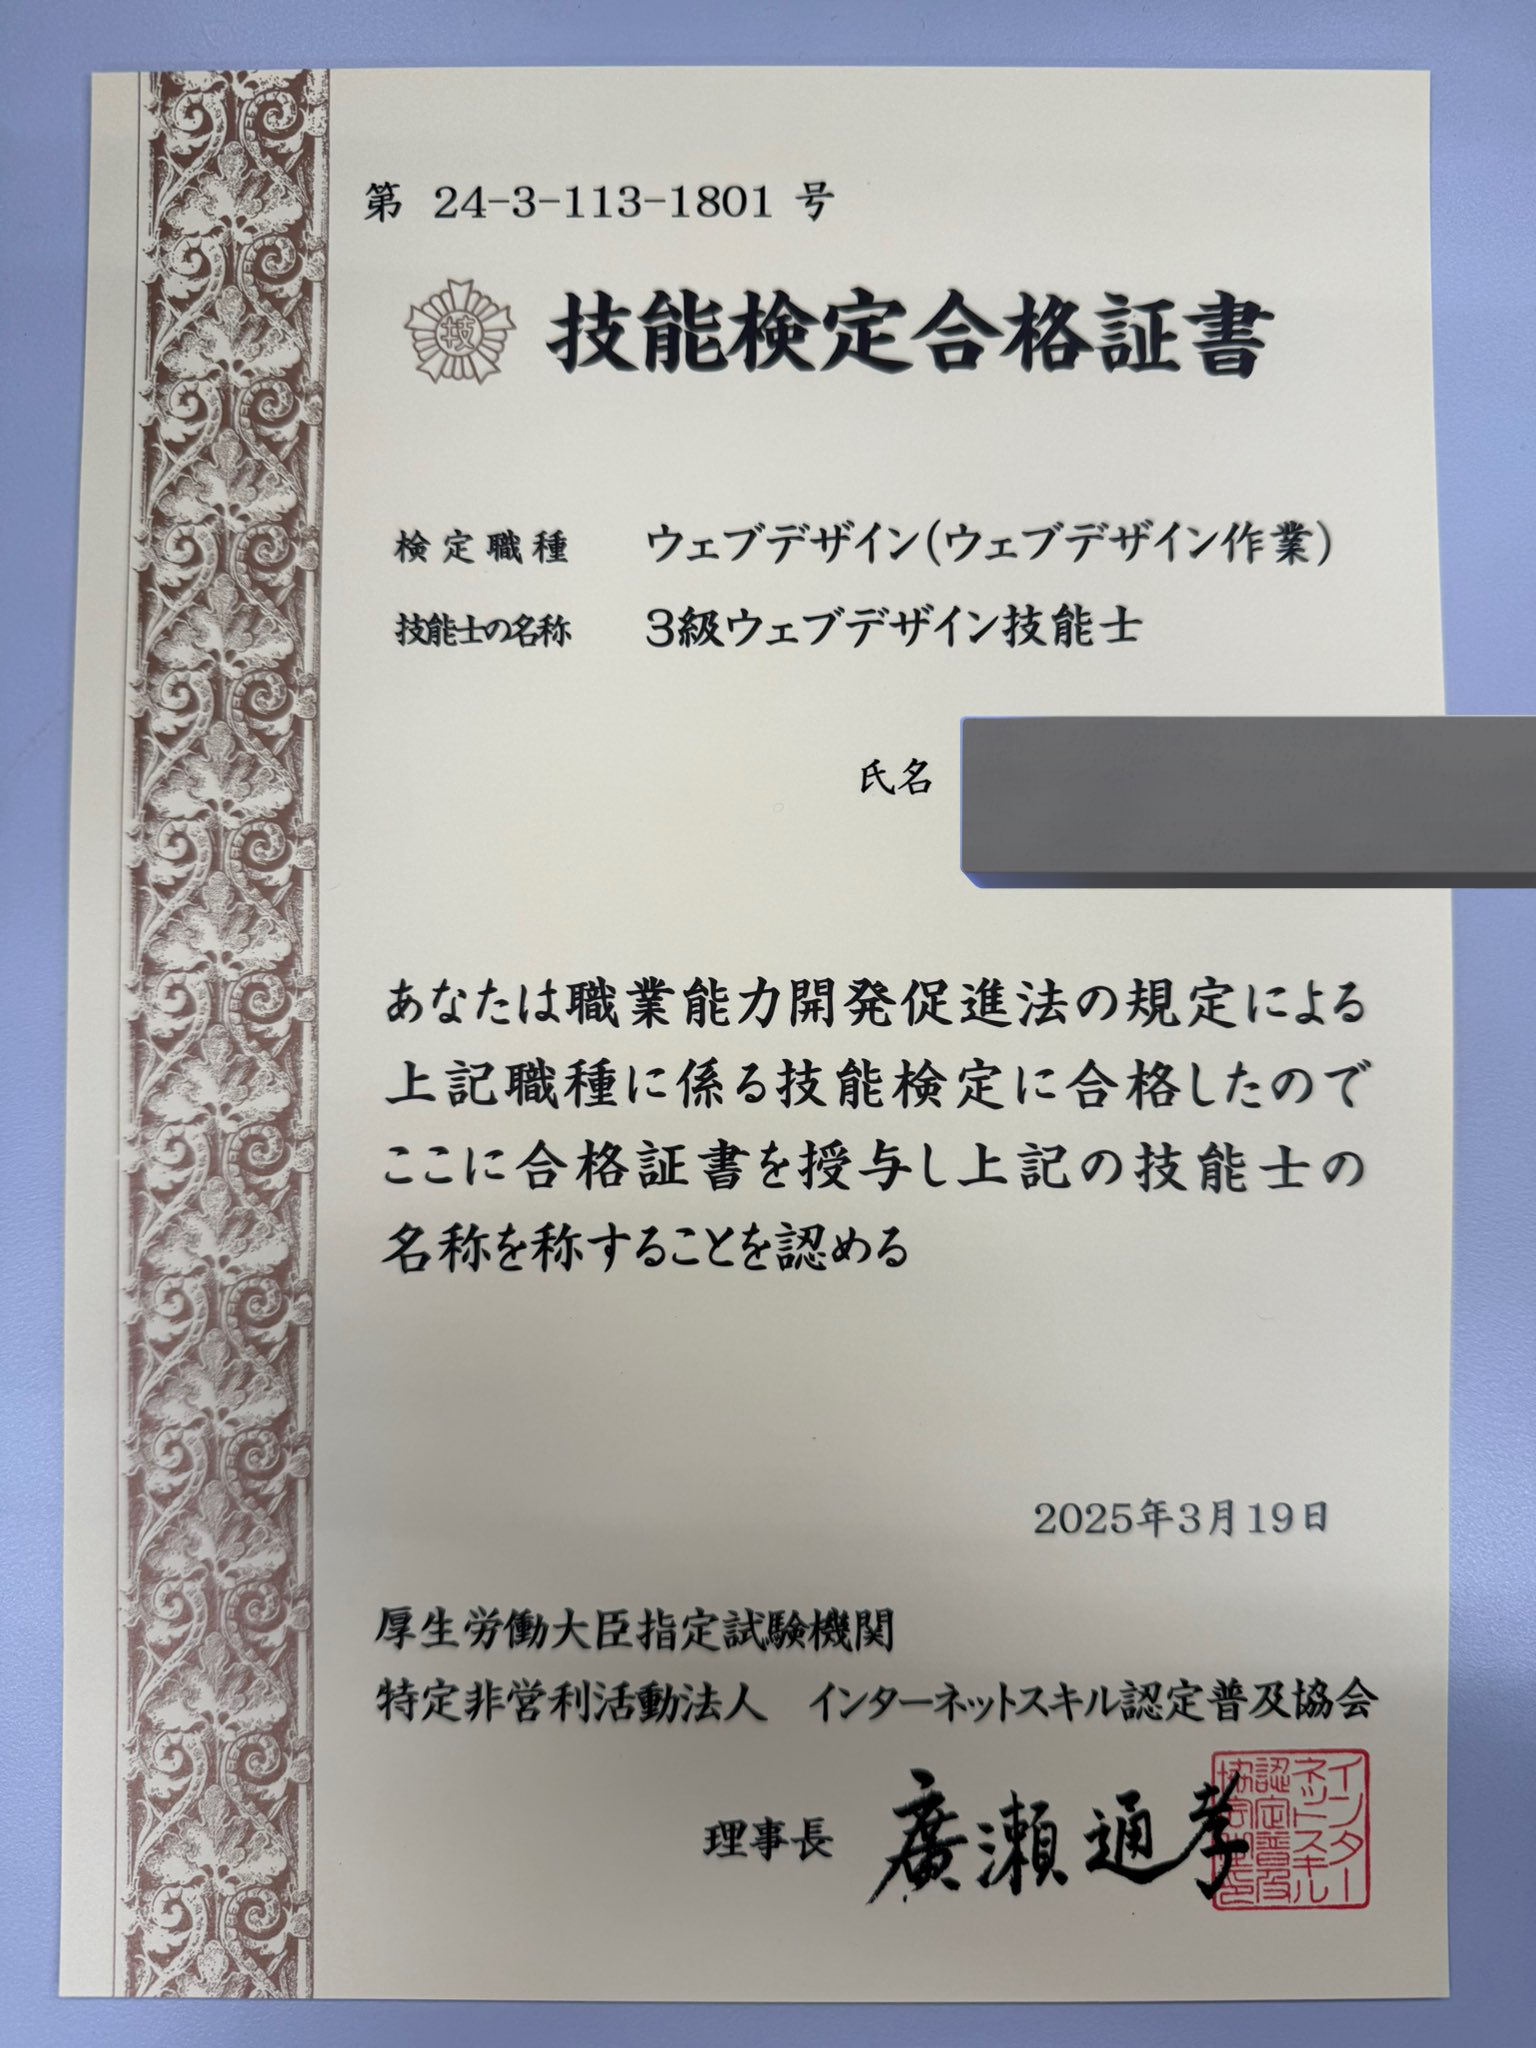 第 24-3-113-1801 号
技
技能検定合格証書
検定職種 ウェブデザイン(ウェブデザイン作業)
技能士の名称 3級ウェブデザイン技能士
氏名
あなたは職業能力開発促進法の規定による
上記職種に係る技能検定に合格したので
ここに合格証書を授与し上記の技能士の
名称を称することを認める
2025年3月19日
厚生労働大臣指定試験機関
特定非営利活動法人 インターネットスキル認定普及協会
理事長 廣瀬通孝
インターネットスキル認定普及協会